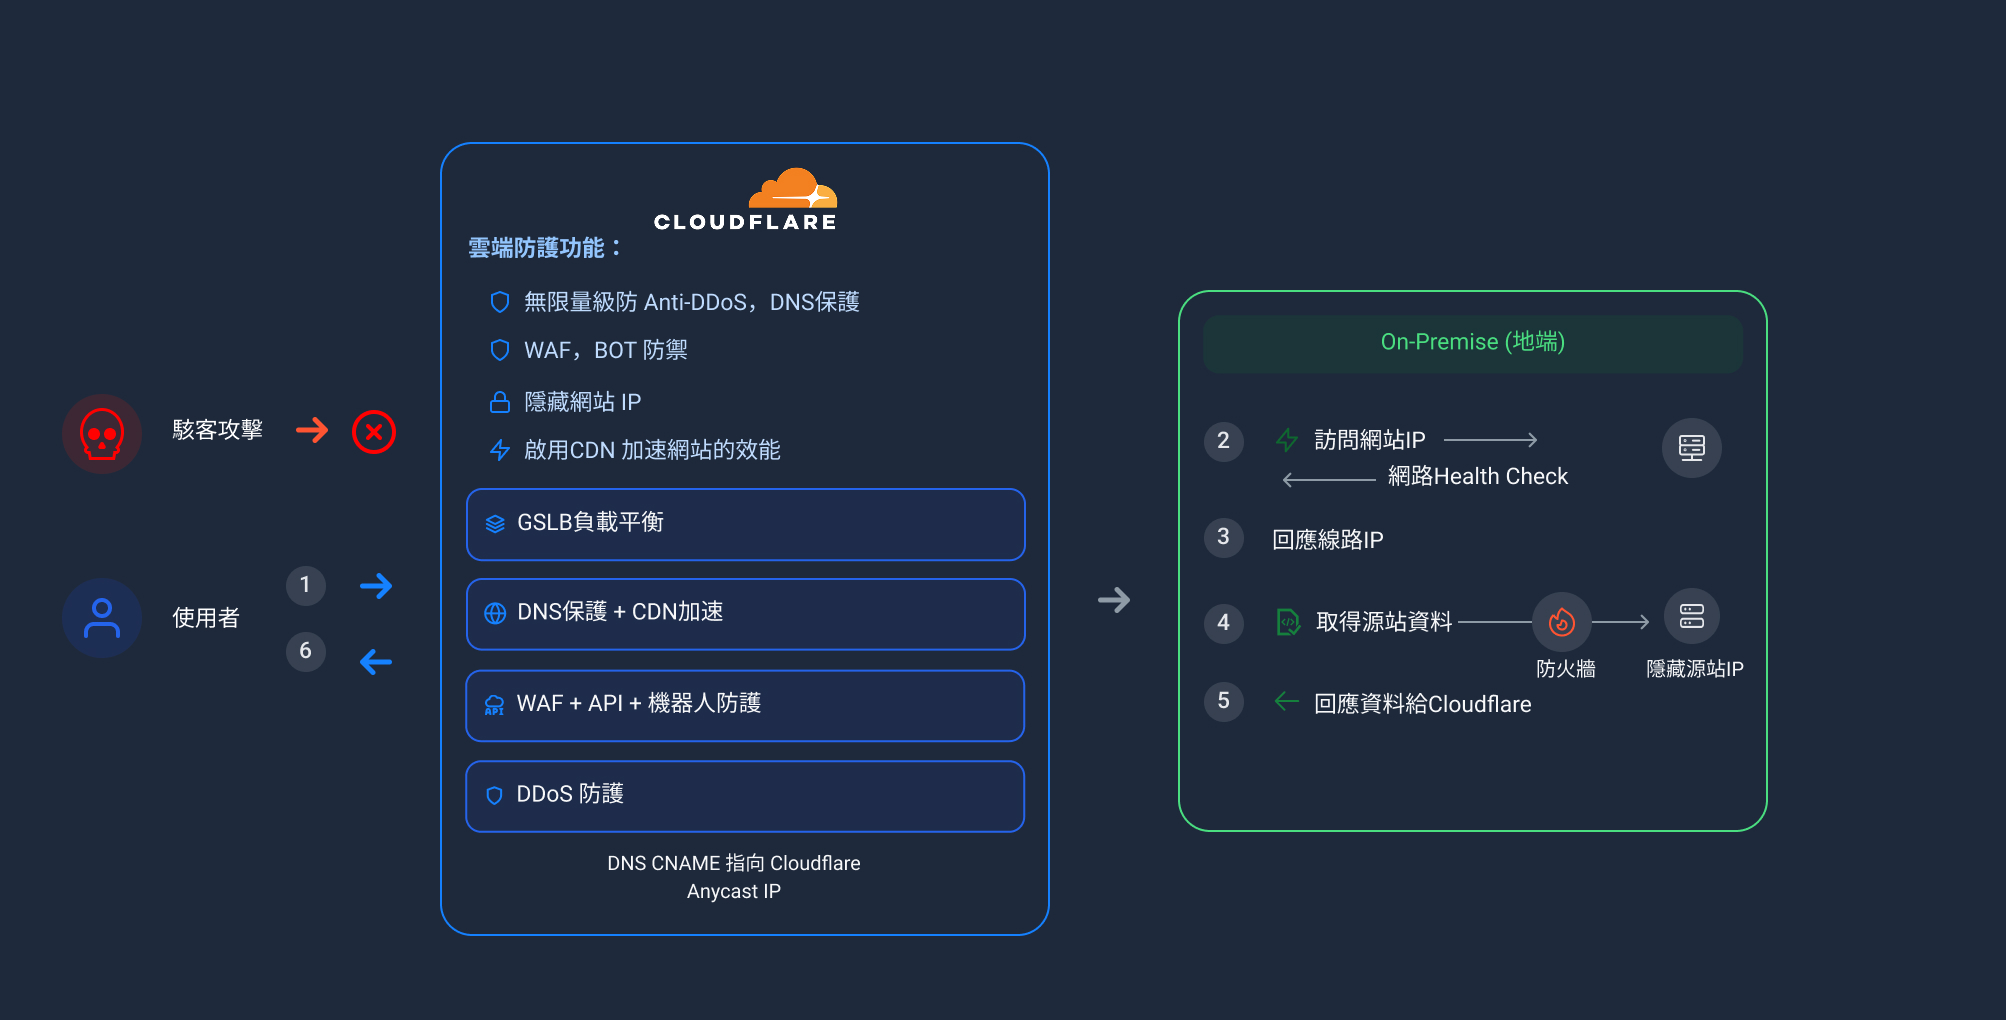 CLOUDFLARE
雲端防護功能：
無限量級防 Anti-DDoS，DNS保護
WAF，BOT 防禦
隱藏網站 IP
啟用CDN 加速網站的效能
GSLB負載平衡
DNS保護 + CDN加速
API
WAF + API + 機器人防護
DDoS 防護
DNS CNAME 指向 Cloudflare
Anycast IP
駭客攻擊
使用者
1
6
On-Premise (地端)
2
訪問網站IP
網路Health Check
3
回應線路IP
4
取得源站資料
防火牆
隱藏源站IP
5
回應資料給Cloudflare